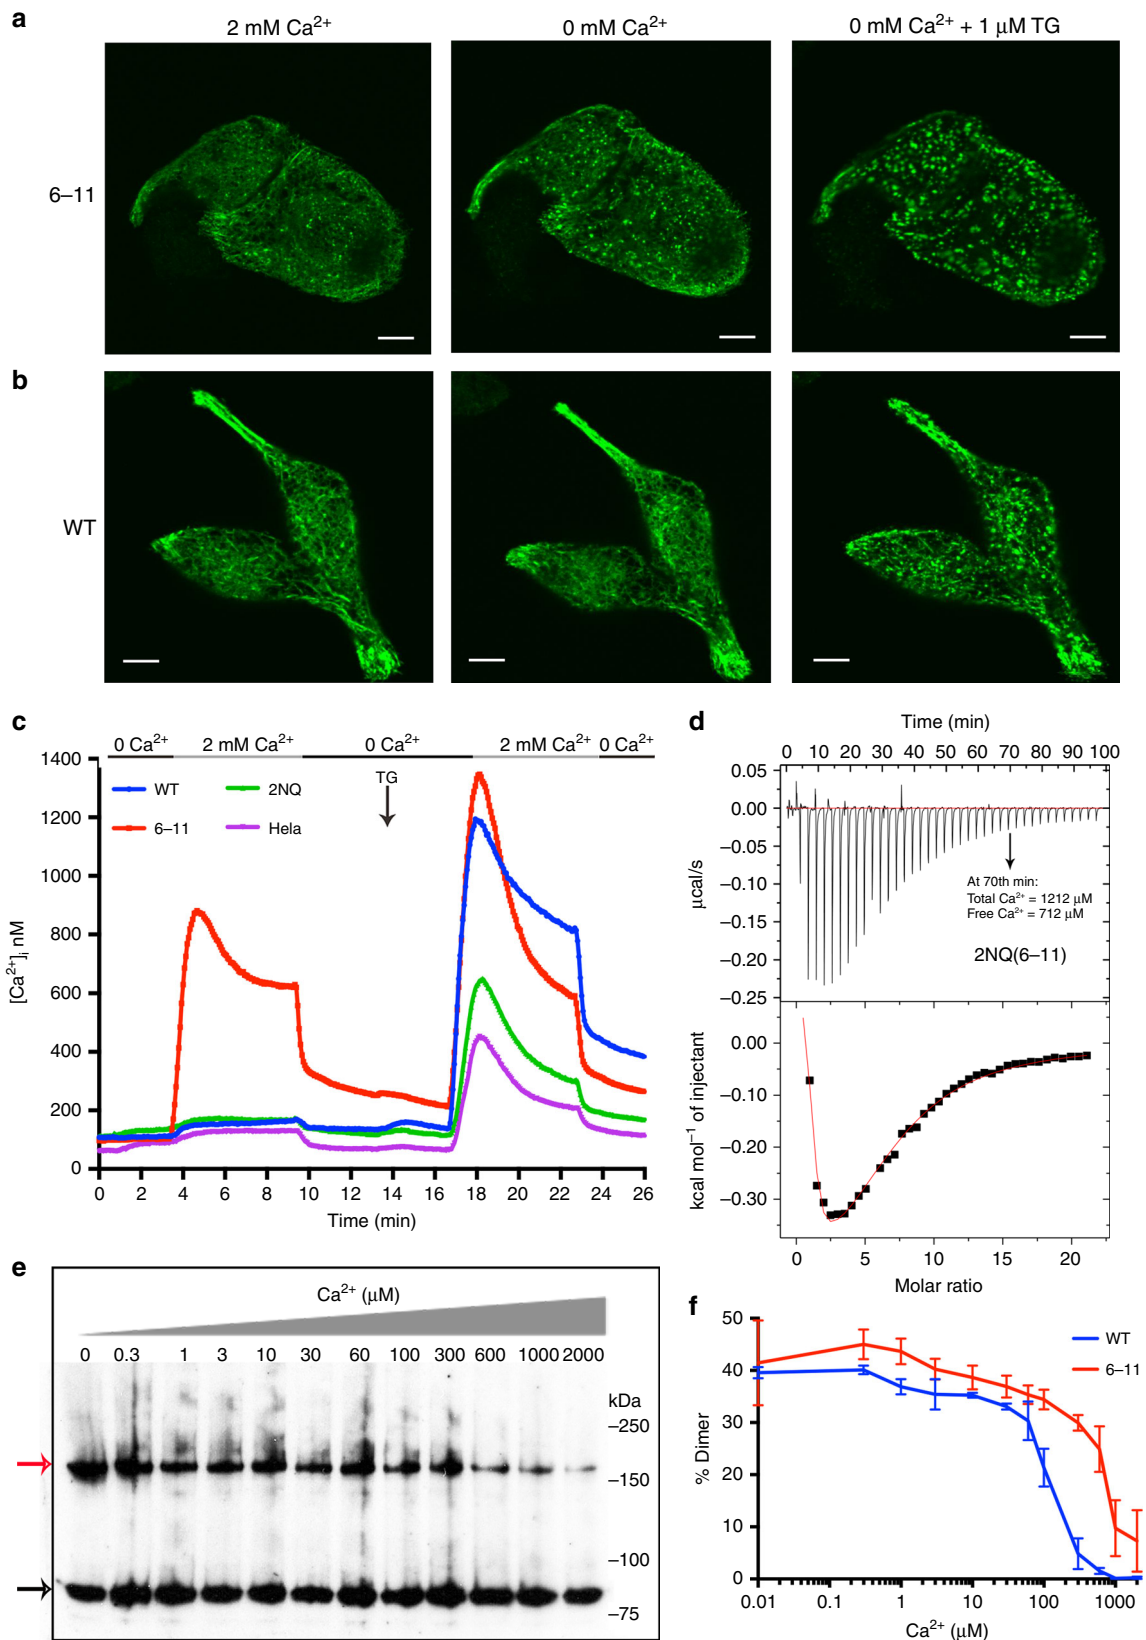 a
2 mM Ca²⁺
0 mM Ca²⁺
0 mM Ca²⁺ + 1 μM TG
6–11
b
WT
c
0 Ca²⁺
2 mM Ca²⁺
0 Ca²⁺
2 mM Ca²⁺
0 Ca²⁺
1400
1200
1000
800
600
400
200
0
[Ca²⁺]ᵢ nM
WT
2NQ
6–11
Hela
TG
0 2 4 6 8 10 12 14 16 18 20 22 24 26
Time (min)
d
Time (min)
0 10 20 30 40 50 60 70 80 90 100
0.05
0.00
–0.05
–0.10
–0.15
–0.20
–0.25
μcal/s
At 70th min:
Total Ca²⁺ = 1212 μM
Free Ca²⁺ = 712 μM
2NQ(6–11)
0.00
–0.10
–0.20
–0.30
kcal mol⁻¹ of injectant
0 5 10 15 20
Molar ratio
e
Ca²⁺ (μM)
0 0.3 1 3 10 30 60 100 300 600 1000 2000
kDa
–250
–150
–100
–75
f
50
40
30
20
10
0
% Dimer
WT
6–11
0.01 0.1 1 10 100 1000
Ca²⁺ (μM)